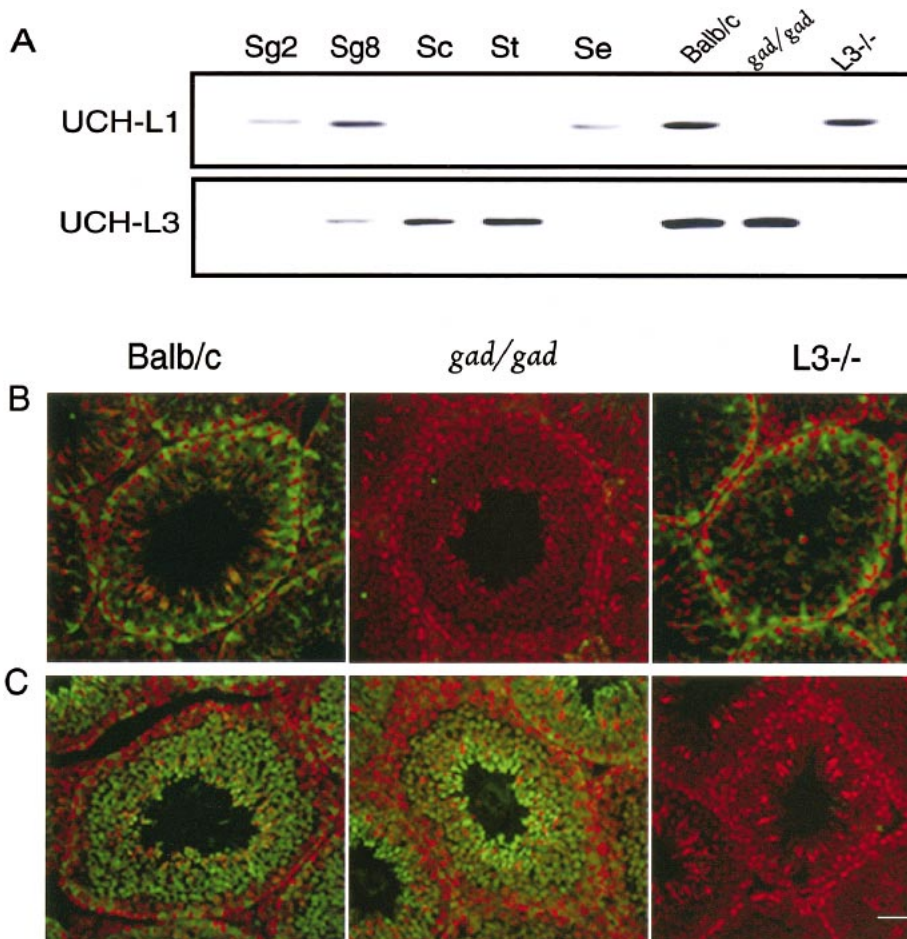 A
Sg2 Sg8 Sc St Se Balb/c gad/gad L3-/-
UCH-L1
UCH-L3
Balb/c gad/gad L3-/-
B
C